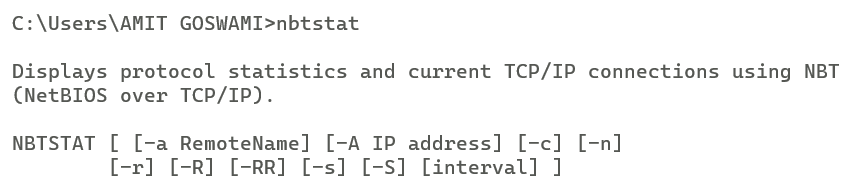 C:\Users\AMIT GOSWAMI>nbtstat
Displays protocol statistics and current TCP/IP connections using NBT
(NetBIOS over TCP/IP).
NBTSTAT [ [-a RemoteName] [-A IP address] [-c] [-n]
        [-r] [-R] [-RR] [-s] [-S] [interval] ]